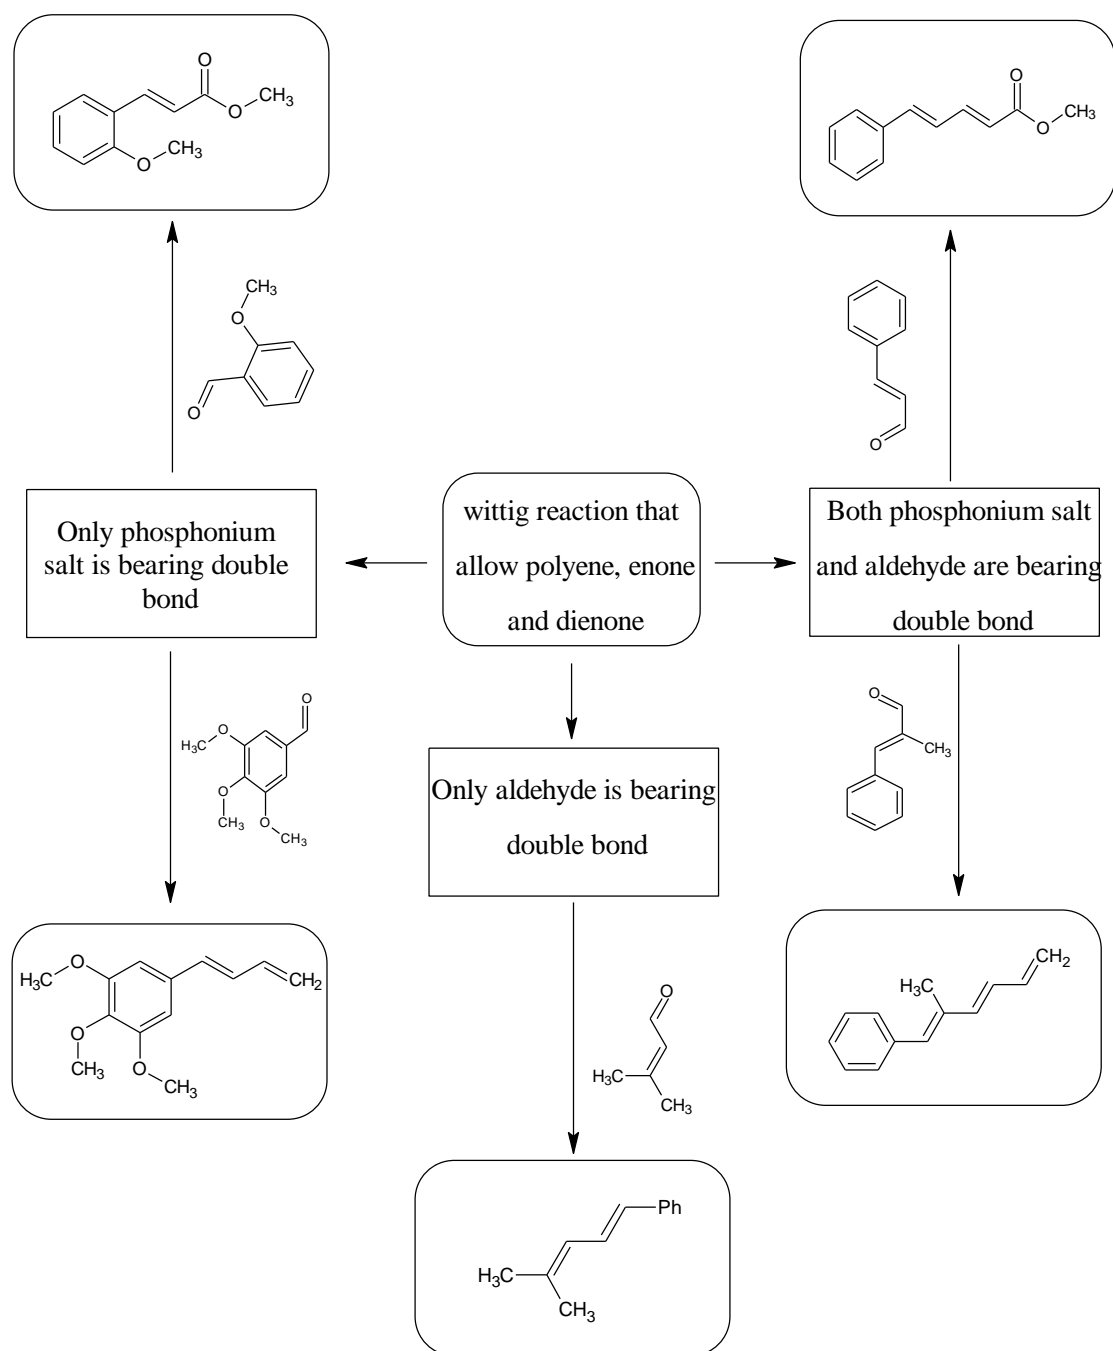 O
O
CH3
O
CH3
O
O
O
CH3
CH3
O
O
O
Only phosphonium
salt is bearing double
bond
wittig reaction that
allow polyene, enone
and dienone
Both phosphonium salt
and aldehyde are bearing
double bond
O
O
H3C
O
CH3
O
CH3
O
CH3
Only aldehyde is bearing
double bond
O
H3C
CH3
O
H3C
CH2
O
CH3
O
CH3
CH2
H3C
Ph
H3C
CH3